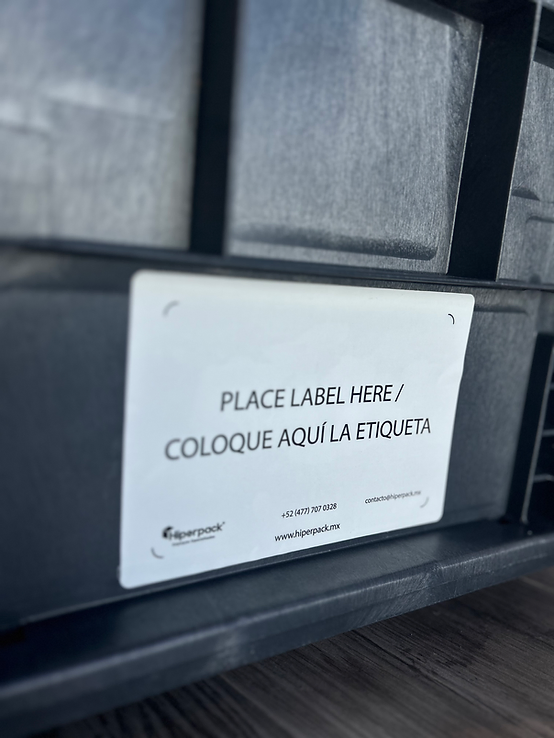 PLACE LABEL HERE /
COLOQUE AQUÍ LA ETIQUETA
+52 (477) 707 0328
contacto@hiperpack.mx
Hiperpack®
www.hiperpack.mx